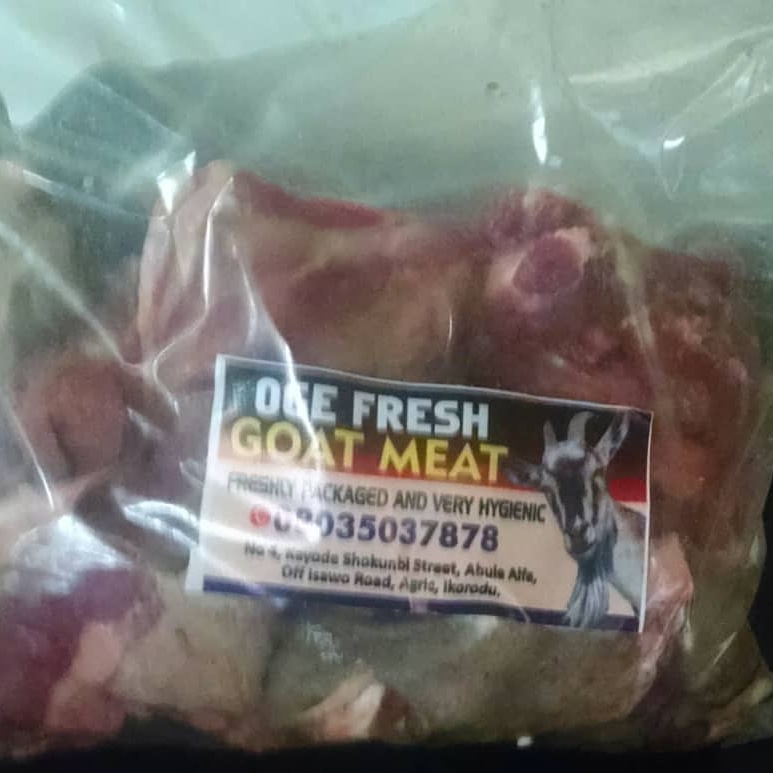 OGE FRESH
GOAT MEAT
FRESHLY PACKAGED AND VERY HYGIENIC
08035037878
No 4, Kayode Shokunbi Street, Abule Alfa,
Off Isawo Road, Agric, Ikorodu.